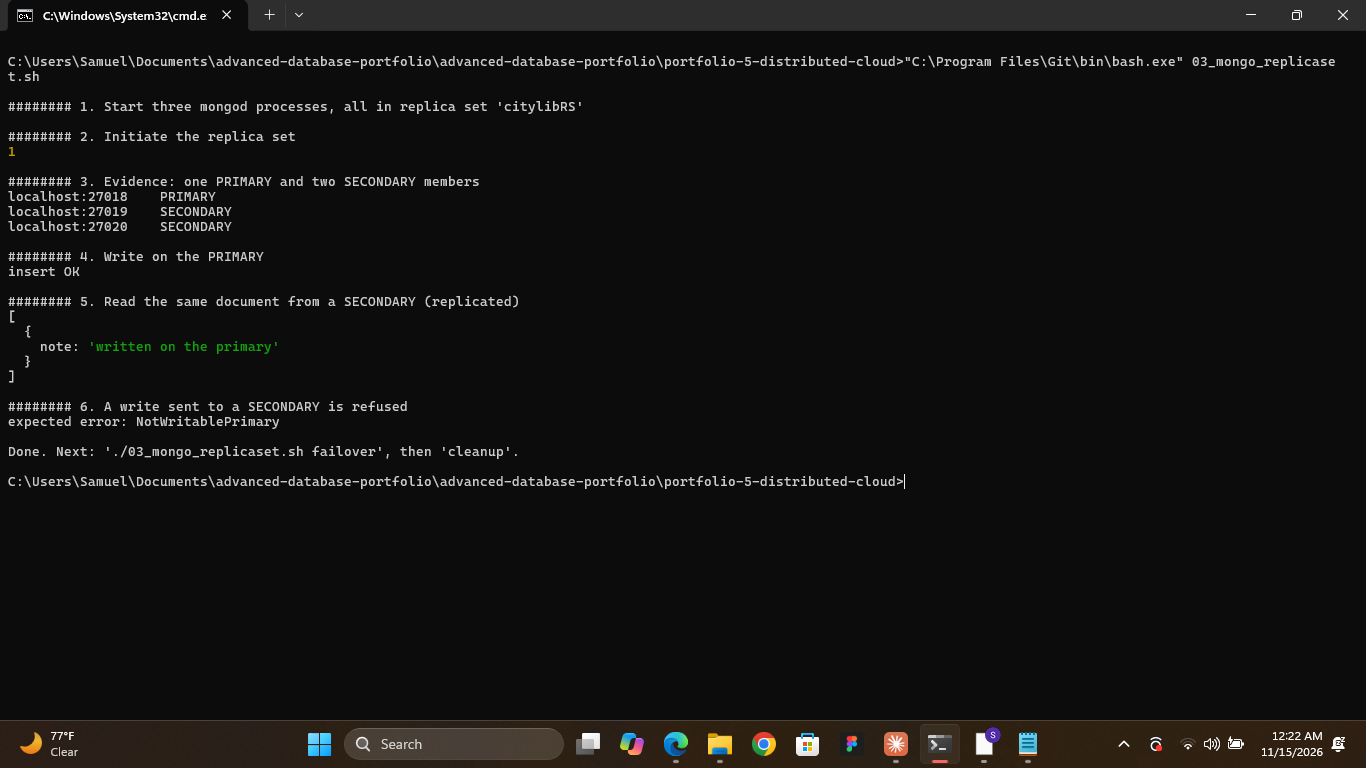 C:\Windows\System32\cmd.e
C:\Users\Samuel\Documents\advanced-database-portfolio\advanced-database-portfolio\portfolio-5-distributed-cloud>"C:\Program Files\Git\bin\bash.exe" 03_mongo_replicase
t.sh
######## 1. Start three mongod processes, all in replica set 'citylibRS'
######## 2. Initiate the replica set
1
######## 3. Evidence: one PRIMARY and two SECONDARY members
localhost:27018    PRIMARY
localhost:27019    SECONDARY
localhost:27020    SECONDARY
######## 4. Write on the PRIMARY
insert OK
######## 5. Read the same document from a SECONDARY (replicated)
[
  {
    note: 'written on the primary'
  }
]
######## 6. A write sent to a SECONDARY is refused
expected error: NotWritablePrimary
Done. Next: './03_mongo_replicaset.sh failover', then 'cleanup'.
C:\Users\Samuel\Documents\advanced-database-portfolio\advanced-database-portfolio\portfolio-5-distributed-cloud>
77°F
Clear
Search
S
12:22 AM
11/15/2026